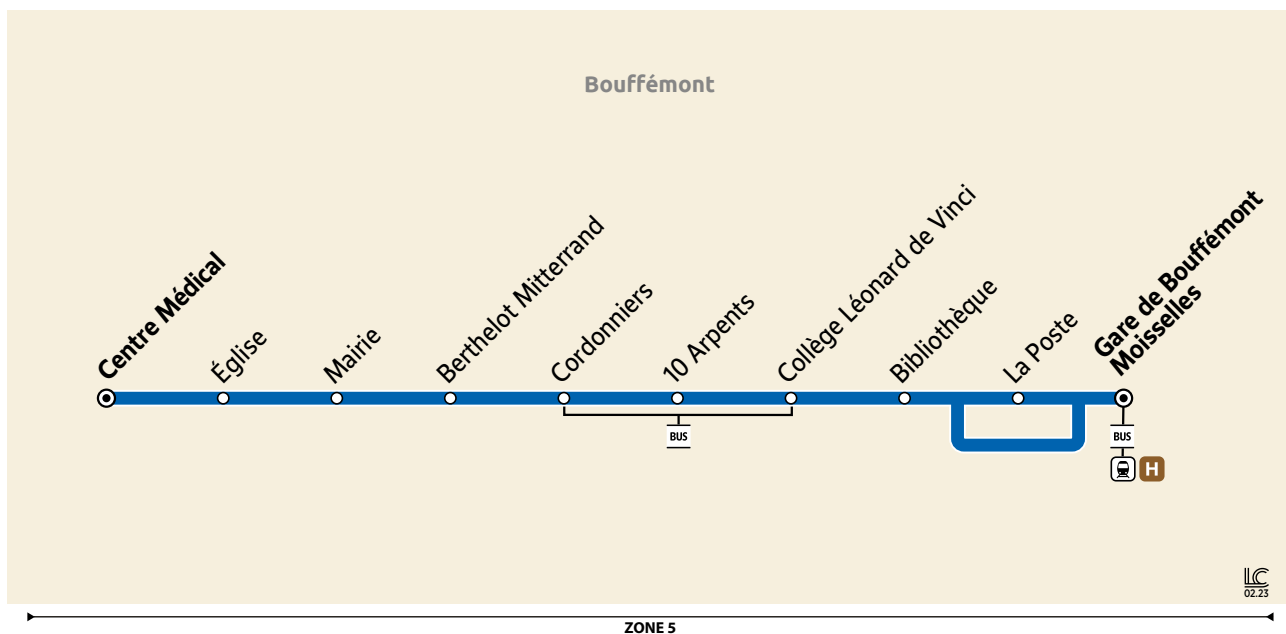 Bouffémont
Centre Médical
Église
Mairie
Berthelot Mitterrand
Cordonniers
10 Arpents
Collège Léonard de Vinci
Bibliothèque
La Poste
Gare de Bouffémont
Moisselles
BUS
BUS
H
LC
02.23
ZONE 5